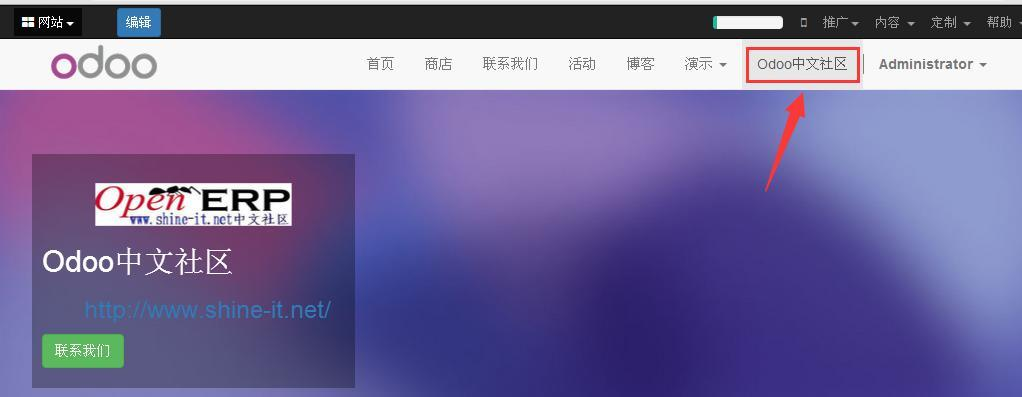 网站 编辑 推广 内容 定制 帮助
odoo 首页 商店 联系我们 活动 博客 演示 Odoo中文社区 Administrator
Open ERP
www.shine-it.net中文社区
Odoo中文社区
http://www.shine-it.net/
联系我们